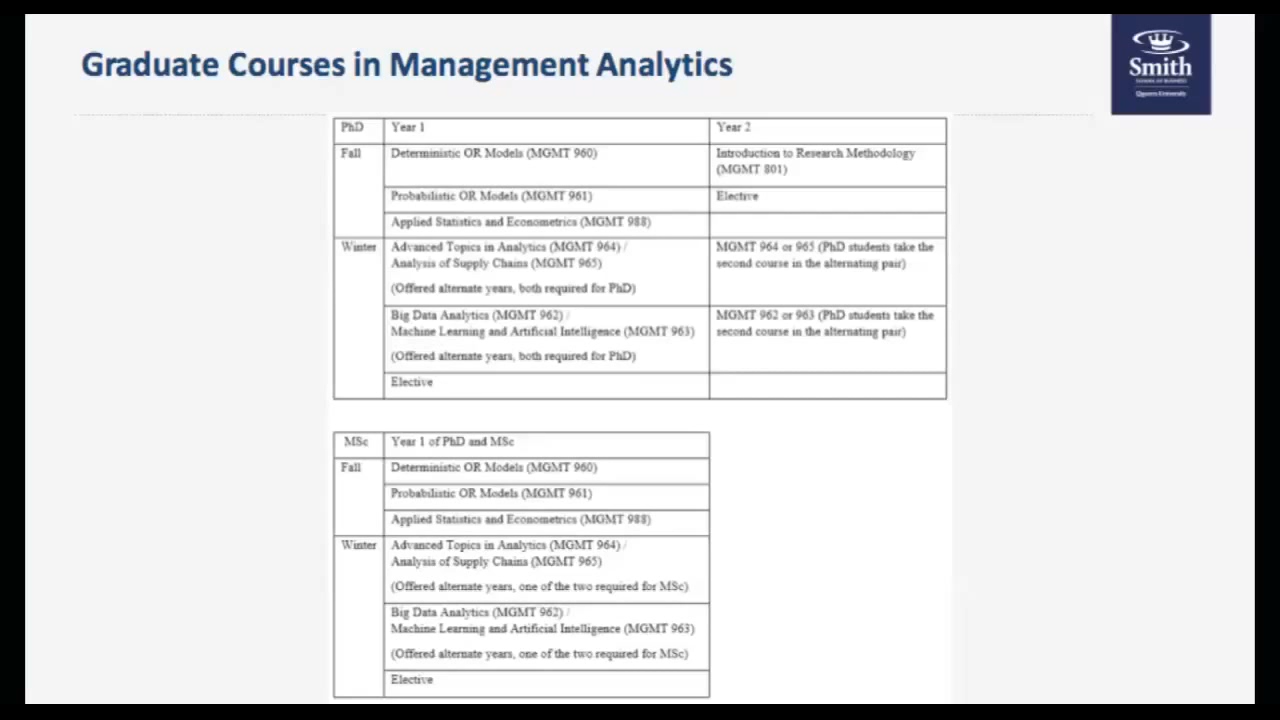 Graduate Courses in Management Analytics
Smith
SCHOOL OF BUSINESS
Queen's University
PhD Year 1 Year 2
Fall Deterministic OR Models (MGMT 960) Introduction to Research Methodology
(MGMT 801)
Probabilistic OR Models (MGMT 961) Elective
Applied Statistics and Econometrics (MGMT 988)
Winter Advanced Topics in Analytics (MGMT 964) / MGMT 964 or 965 (PhD students take the
Analysis of Supply Chains (MGMT 965) second course in the alternating pair)
(Offered alternate years, both required for PhD)
Big Data Analytics (MGMT 962) / MGMT 962 or 963 (PhD students take the
Machine Learning and Artificial Intelligence (MGMT 963) second course in the alternating pair)
(Offered alternate years, both required for PhD)
Elective
MSc Year 1 of PhD and MSc
Fall Deterministic OR Models (MGMT 960)
Probabilistic OR Models (MGMT 961)
Applied Statistics and Econometrics (MGMT 988)
Winter Advanced Topics in Analytics (MGMT 964) /
Analysis of Supply Chains (MGMT 965)
(Offered alternate years, one of the two required for MSc)
Big Data Analytics (MGMT 962) /
Machine Learning and Artificial Intelligence (MGMT 963)
(Offered alternate years, one of the two required for MSc)
Elective